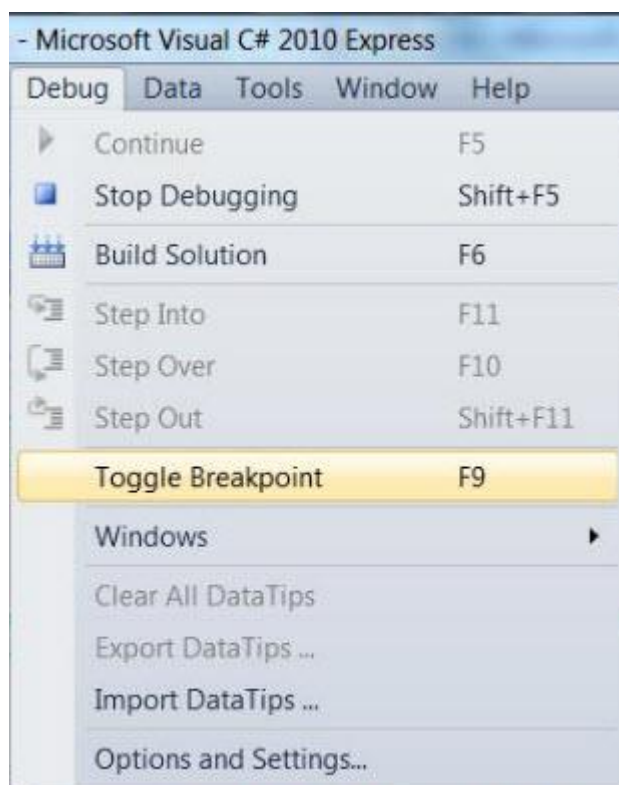 - Microsoft Visual C# 2010 Express
Debug Data Tools Window Help
Continue F5
Stop Debugging Shift+F5
Build Solution F6
Step Into F11
Step Over F10
Step Out Shift+F11
Toggle Breakpoint F9
Windows
Clear All DataTips
Export DataTips ...
Import DataTips ...
Options and Settings...